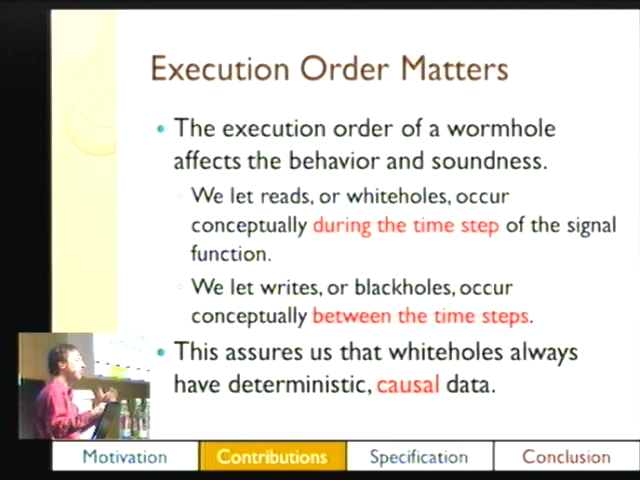 Execution Order Matters
The execution order of a wormhole
affects the behavior and soundness.
We let reads, or whiteholes, occur
conceptually during the time step of the signal
function.
We let writes, or blackholes, occur
conceptually between the time steps.
This assures us that whiteholes always
have deterministic, causal data.
Motivation
Contributions
Specification
Conclusion